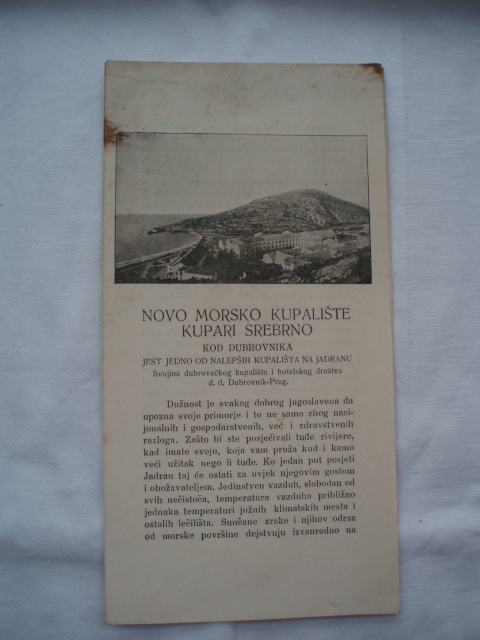 NOVO MORSKO KUPALIŠTE
KUPARI SREBRNO
KOD DUBROVNIKA
JEST JEDNO OD NALEPŠIH KUPALIŠTA NA JADRANU
Svojina dubrovačkog kupališta i hotelskog društva
d. d. Dubrovnik-Prag.
Dužnost je svakog dobrog jugoslavena da
upozna svoje primorje i to ne samo zbog naci-
jonalnih i gospodarstvenih, već i zdravstvenih
razloga. Zašto bi ste posjećivali tuđe rivijere,
kad imate svoju, koja vam pruža kud i kamo
veći užitak nego li tuđe. Ko jedan put posjeti
Jadran taj će ostati za uvjek njegovim gostom
i obožavateljem. Jedinstven vazduh, slobodan od
svih nečistoča, temperatura vazduha približno
jednaka temperaturi južnih klimatskih mesta i
ostalih lečilišta. Sunčane zrake i njihov odraz
od morske površine dejstvuju izvanredno na